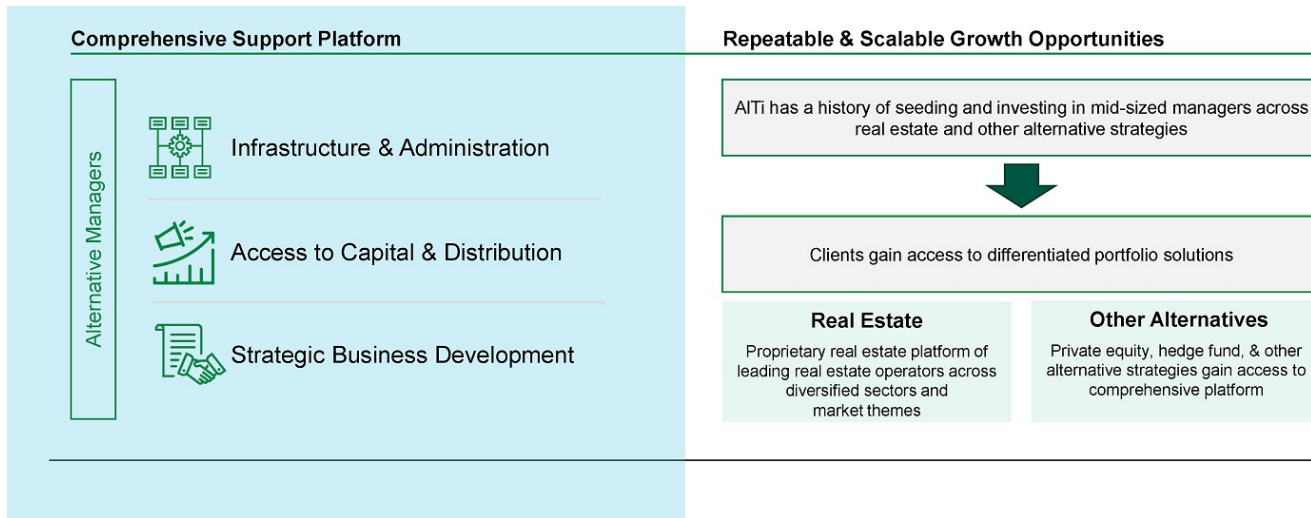 Comprehensive Support Platform
Alternative Managers
Infrastructure & Administration
Access to Capital & Distribution
Strategic Business Development
Repeatable & Scalable Growth Opportunities
AlTi has a history of seeding and investing in mid-sized managers across
real estate and other alternative strategies
Clients gain access to differentiated portfolio solutions
Real Estate
Proprietary real estate platform of
leading real estate operators across
diversified sectors and
market themes
Other Alternatives
Private equity, hedge fund, & other
alternative strategies gain access to
comprehensive platform